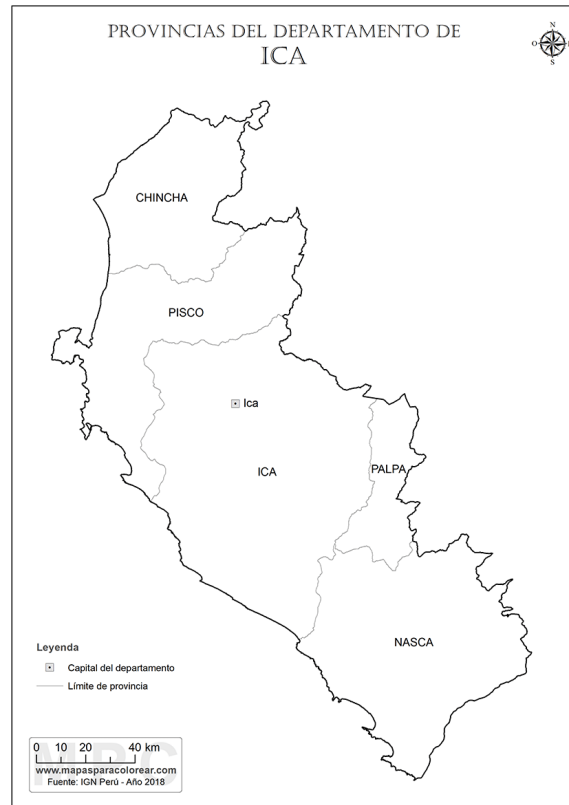 PROVINCIAS DEL DEPARTAMENTO DE
ICA
N
O
E
S
CHINCHA
PISCO
Ica
ICA
PALPA
NASCA
Leyenda
Capital del departamento
Límite de provincia
0 10 20 40 km
MPC
www.mapasparacolorear.com
Fuente: IGN Perú - Año 2018